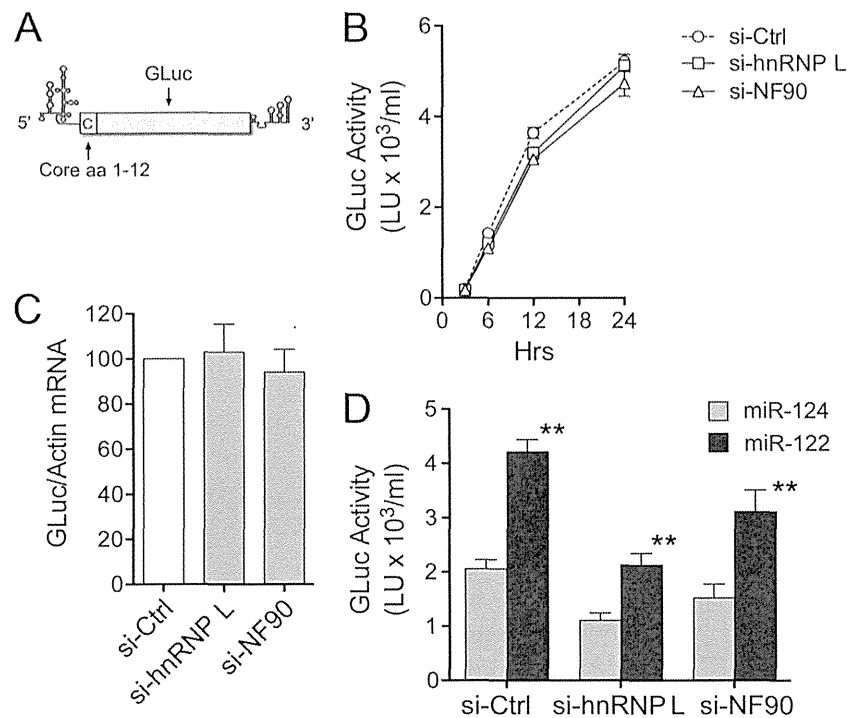 A
GLuc
5'
C
3'
Core aa 1-12
B
GLuc Activity
(LU x 10³/ml)
6
4
2
0
0 6 12 18 24
Hrs
si-Ctrl
si-hnRNP L
si-NF90
C
GLuc/Actin mRNA
120
100
80
60
40
20
0
si-Ctrl
si-hnRNP L
si-NF90
D
GLuc Activity
(LU x 10³/ml)
5
4
3
2
1
0
miR-124
miR-122
**
**
**
si-Ctrl si-hnRNP L si-NF90